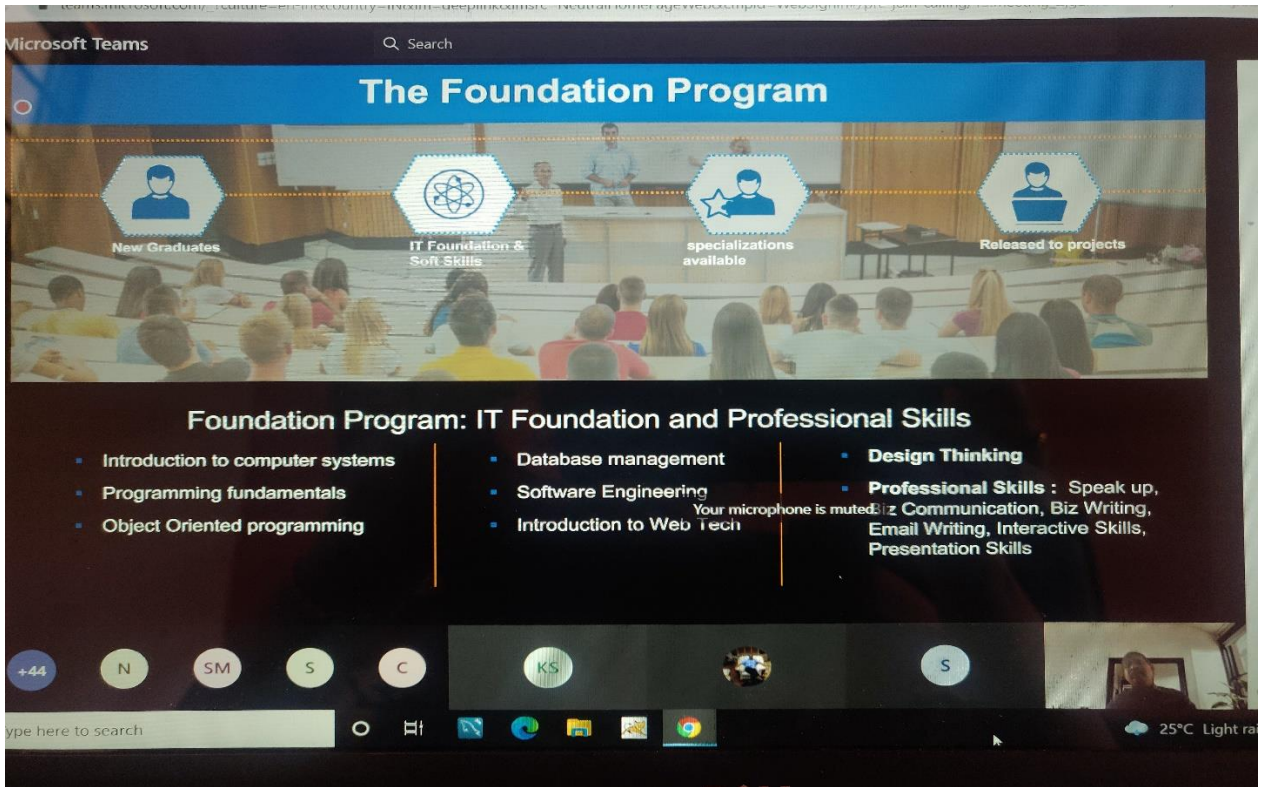 Microsoft Teams
Search
The Foundation Program
New Graduates
IT Foundation &
Soft Skills
specializations
available
Released to projects
Foundation Program: IT Foundation and Professional Skills
Introduction to computer systems
Programming fundamentals
Object Oriented programming
Database management
Software Engineering
Introduction to Web Tech
Your microphone is muted.
Design Thinking
Professional Skills : Speak up,
Biz Communication, Biz Writing,
Email Writing, Interactive Skills,
Presentation Skills
+44
N
SM
S
C
KS
S
ype here to search
25°C Light rai